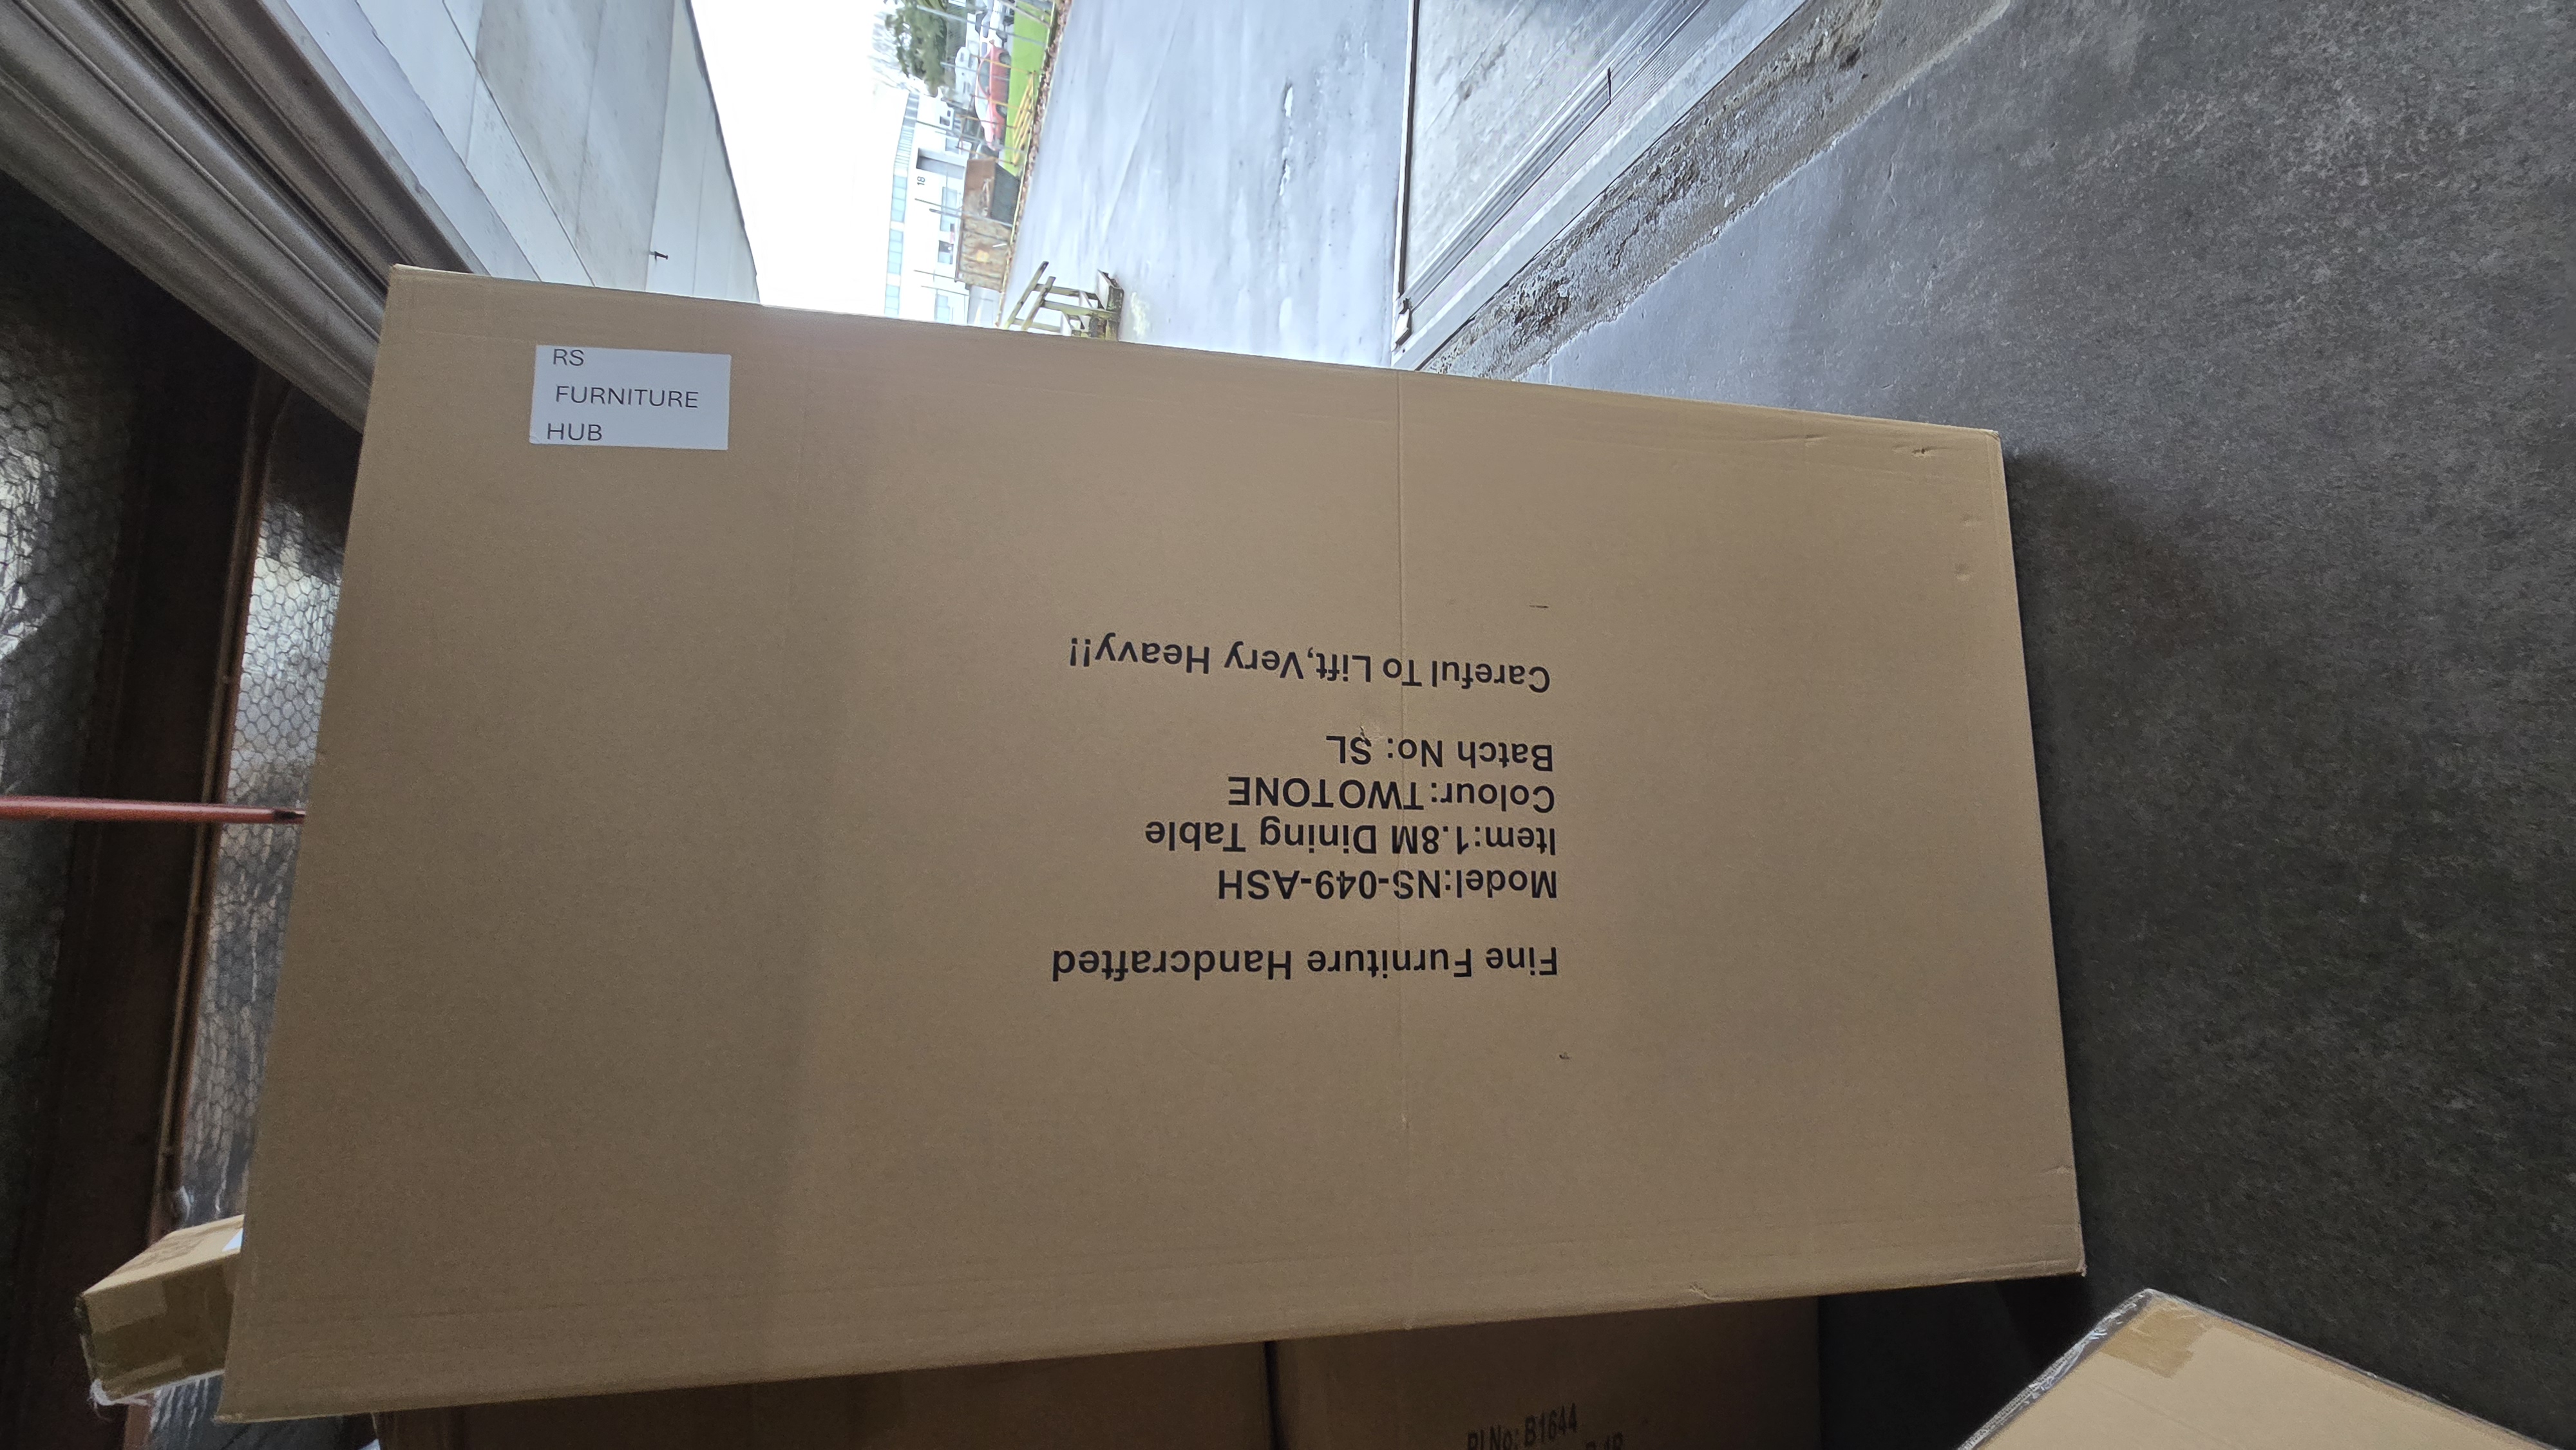 RS
FURNITURE
HUB
Fine Furniture Handcrafted
Model:NS-049-ASH
Item:1.8M Dining Table
Colour:TWOTONE
Batch No: SL
Careful To Lift,Very Heavy!!
PI No: B1644